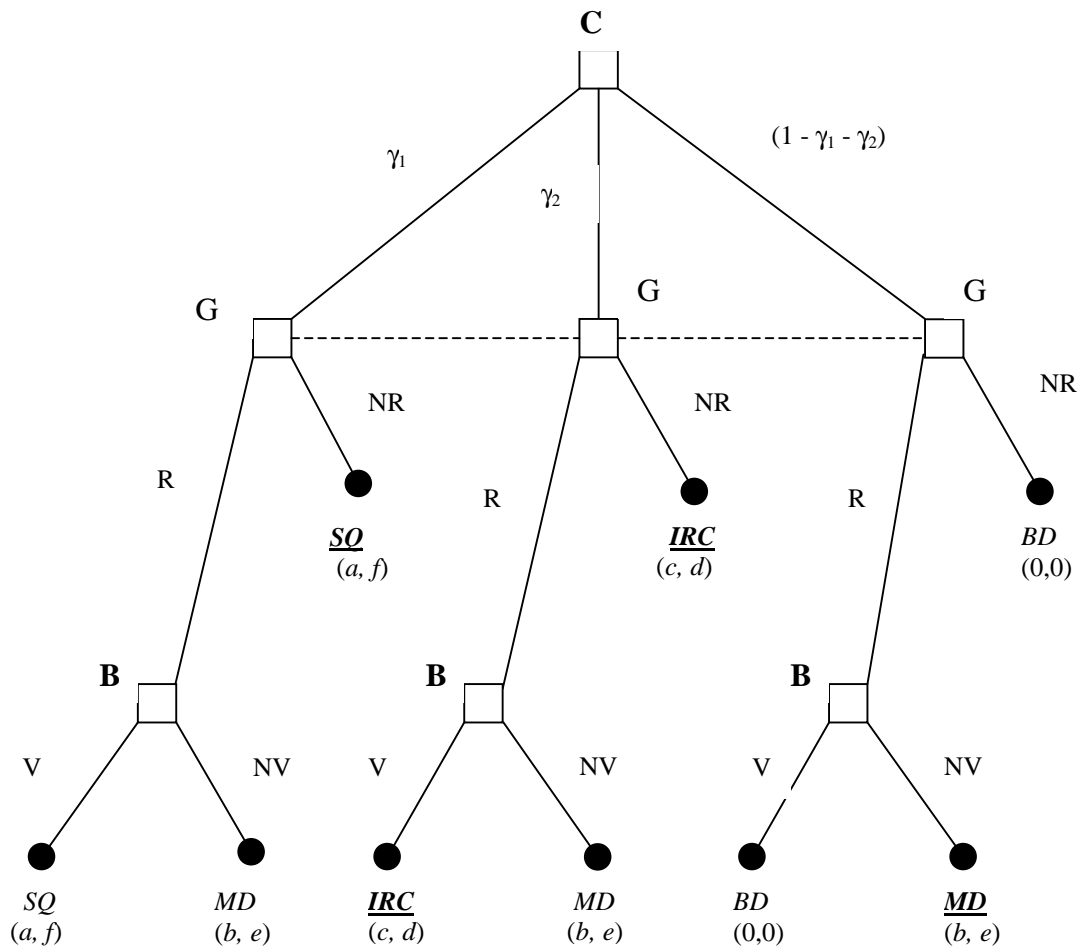 C
(1 - γ1 - γ2)
γ1
γ2
G
G
G
NR
NR
NR
R
R
R
SQ
(a, f)
IRC
(c, d)
BD
(0,0)
B
B
B
V
NV
V
NV
V
NV
SQ
(a, f)
MD
(b, e)
IRC
(c, d)
MD
(b, e)
BD
(0,0)
MD
(b, e)